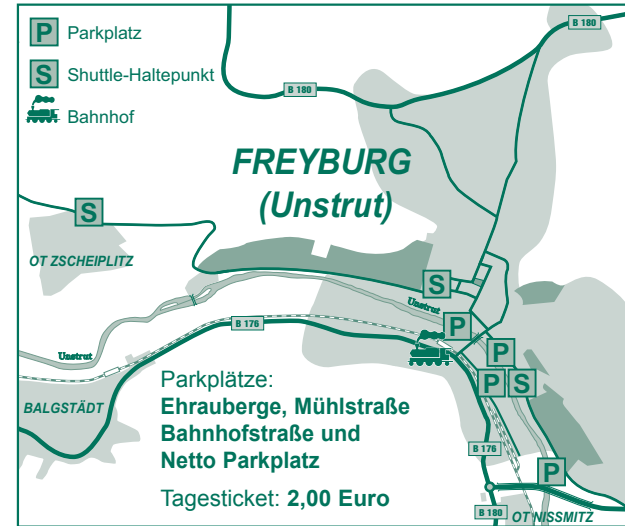 P Parkplatz
S Shuttle-Haltepunkt
Bahnhof
B 180
B 180
FREYBURG
(Unstrut)
S
OT ZSCHEIPLITZ
S
Unstrut
P
B 176
Unstrut
P
P S
BALGSTÄDT
Parkplätze:
Ehrauberge, Mühlstraße
Bahnhofstraße und
Netto Parkplatz
Tagesticket: 2,00 Euro
B 176
P
B 180
OT NISSMITZ